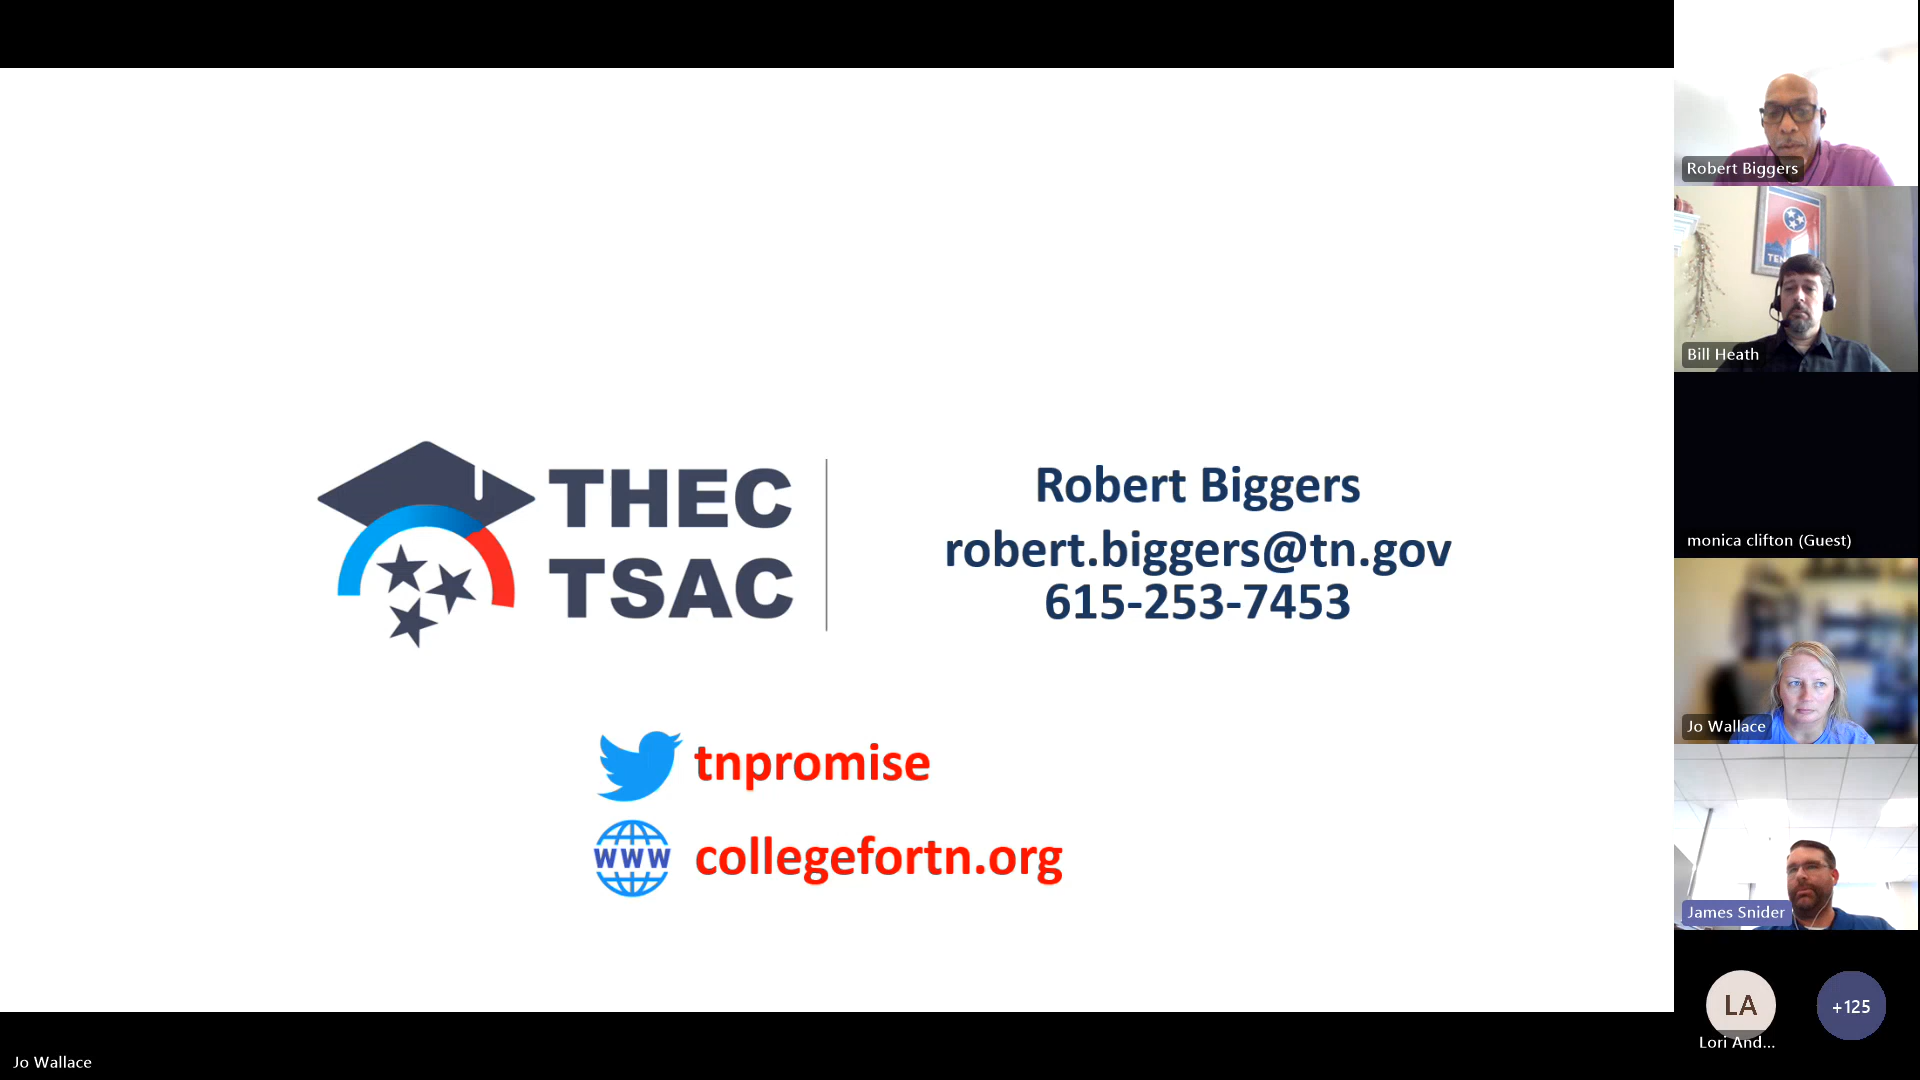 THEC
TSAC
Robert Biggers
robert.biggers@tn.gov
615-253-7453
tnpromise
WWW
collegefortn.org
Jo Wallace
Robert Biggers
TEN
Bill Heath
monica clifton (Guest)
Jo Wallace
James Snider
LA
Lori And...
+125